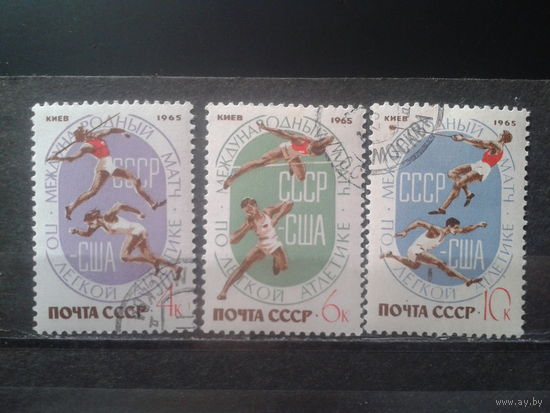 КИЕВ 1965
МЕЖДУНАРОДНЫЙ МАТЧ
ПО ЛЕГКОЙ АТЛЕТИКЕ
СССР
-США
ПОЧТА СССР 4к
КИЕВ 1965
МЕЖДУНАРОДНЫЙ МАТЧ
ПО ЛЕГКОЙ АТЛЕТИКЕ
СССР
-США
ПОЧТА СССР 6к
КИЕВ 1965
МЕЖДУНАРОДНЫЙ МАТЧ
ПО ЛЕГКОЙ АТЛЕТИКЕ
СССР
-США
ПОЧТА СССР 10к
МОСКВА
www.ay.by